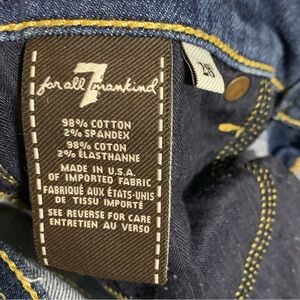 7
for all mankind
28
98% COTTON
2% SPANDEX
98% COTON
2% ÉLASTHANNE
MADE IN U.S.A.
OF IMPORTED FABRIC
FABRIQUÉ AUX ÉTATS-UNIS
DE TISSU IMPORTÉ
SEE REVERSE FOR CARE
ENTRETIEN AU VERSO